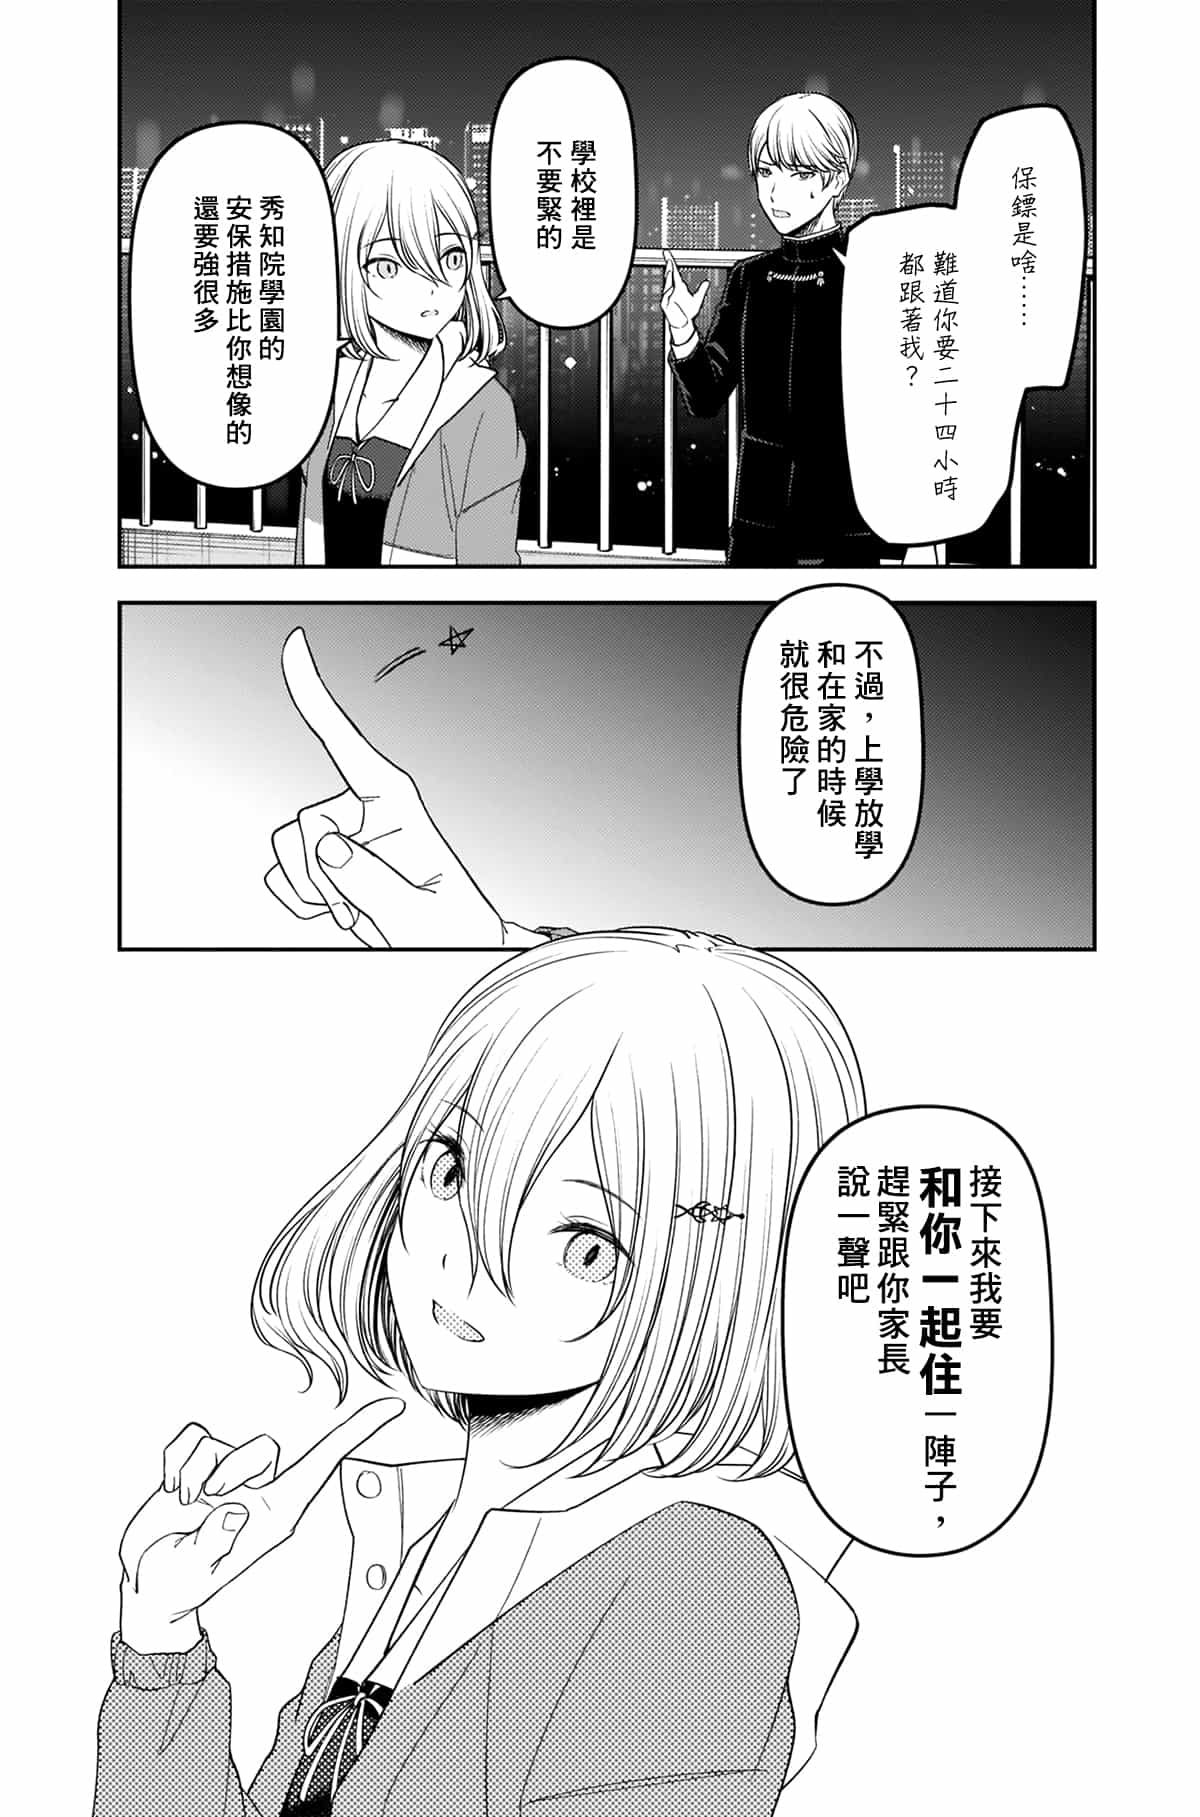 保鏢是啥……
難道你要二十四小時
都跟著我？
學校裡是
不要緊的
秀知院學園的
安保措施比你想像的
還要強很多
不過，上學放學
和在家的時候
就很危險了
接下來我要
和你一起住一陣子，
趕緊跟你家長
說一聲吧